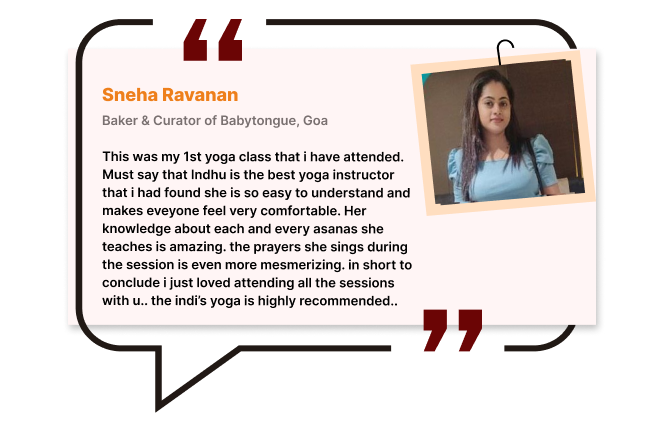 Sneha Ravanan
Baker & Curator of Babytongue, Goa
This was my 1st yoga class that i have attended.
Must say that Indhu is the best yoga instructor
that i had found she is so easy to understand and
makes eveyone feel very comfortable. Her
knowledge about each and every asanas she
teaches is amazing. the prayers she sings during
the session is even more mesmerizing. in short to
conclude i just loved attending all the sessions
with u.. the indi’s yoga is highly recommended..